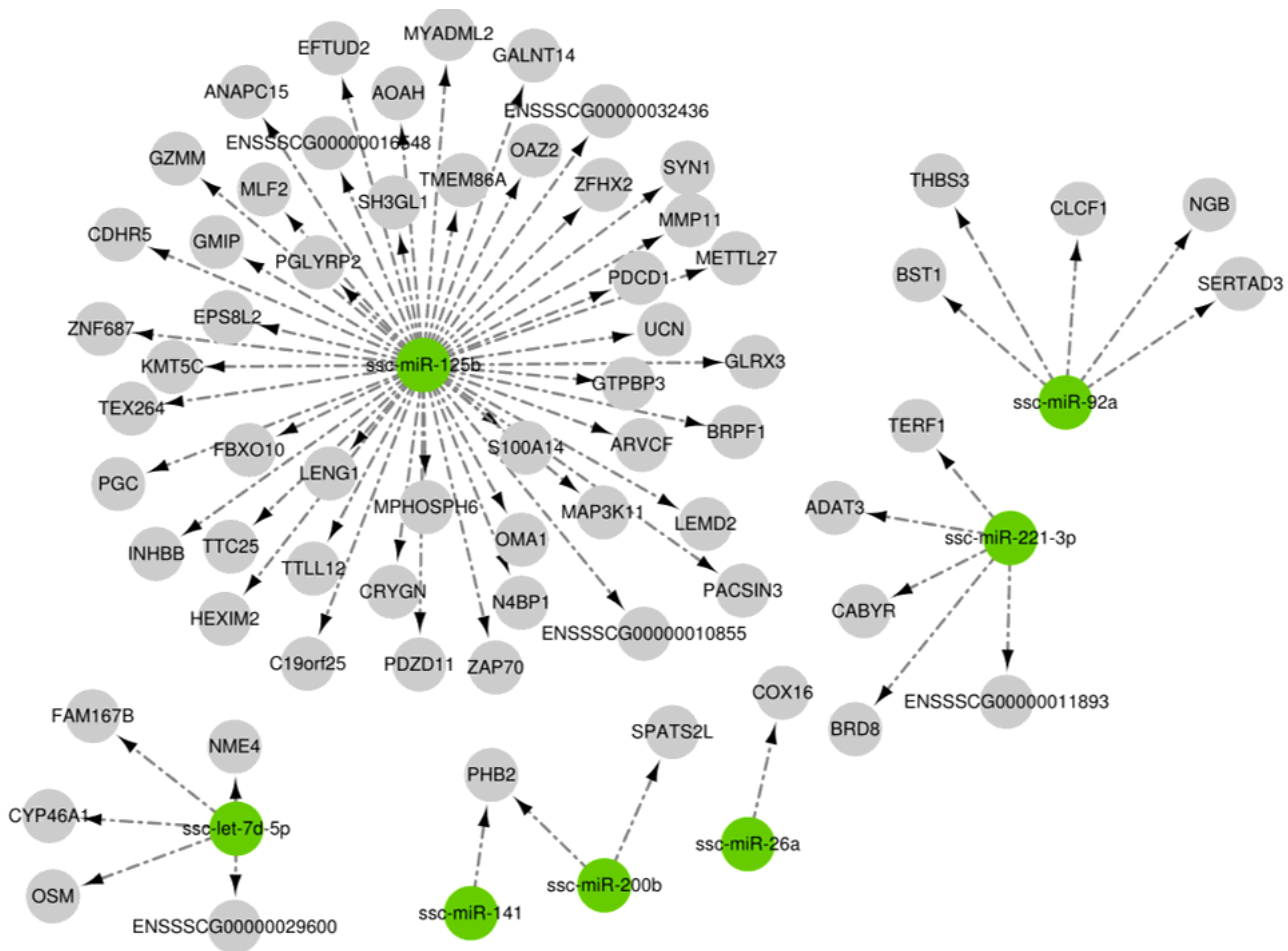 MYADML2
EFTUD2
GALNT14
ANAPC15
AOAH
ENSSSCG00000032436
ENSSSCG00000016548
OAZ2
GZMM
SYN1
TMEM86A
MLF2
ZFHX2
THBS3
SH3GL1
CLCF1
NGB
MMP11
CDHR5
GMIP
METTL27
PGLYRP2
PDCD1
BST1
SERTAD3
EPS8L2
ZNF687
UCN
KMT5C
ssc-miR-125b
GLRX3
GTPBP3
TEX264
ssc-miR-92a
TERF1
BRPF1
ARVCF
S100A14
FBXO10
LENG1
PGC
MPHOSPH6
MAP3K11
ADAT3
LEMD2
OMA1
ssc-miR-221-3p
INHBB
TTC25
TTLL12
CRYGN
PACSIN3
N4BP1
CABYR
HEXIM2
ENSSSCG00000010855
C19orf25
PDZD11
ZAP70
COX16
ENSSSCG00000011893
FAM167B
BRD8
SPATS2L
NME4
PHB2
CYP46A1
ssc-let-7d-5p
ssc-miR-26a
ssc-miR-200b
OSM
ssc-miR-141
ENSSSCG00000029600